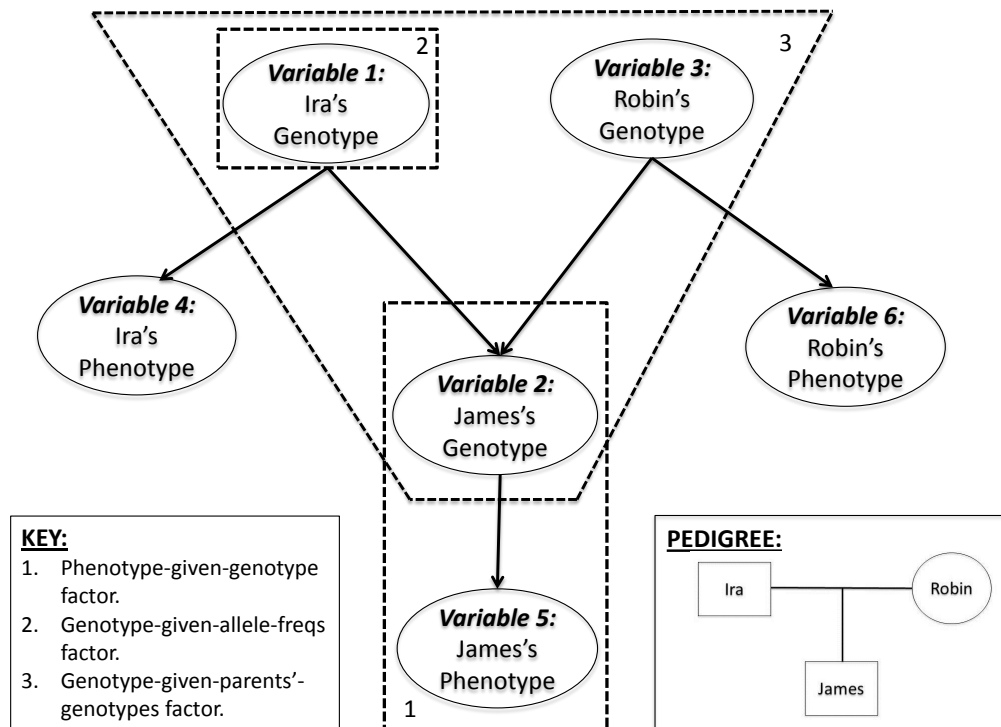 2
3
Variable 1:
Ira's
Genotype
Variable 3:
Robin's
Genotype
Variable 4:
Ira's
Phenotype
Variable 6:
Robin's
Phenotype
Variable 2:
James's
Genotype
Variable 5:
James's
Phenotype
1
KEY:
1. Phenotype-given-genotype
factor.
2. Genotype-given-allele-freqs
factor.
3. Genotype-given-parents'-
genotypes factor.
PEDIGREE:
Ira
Robin
James